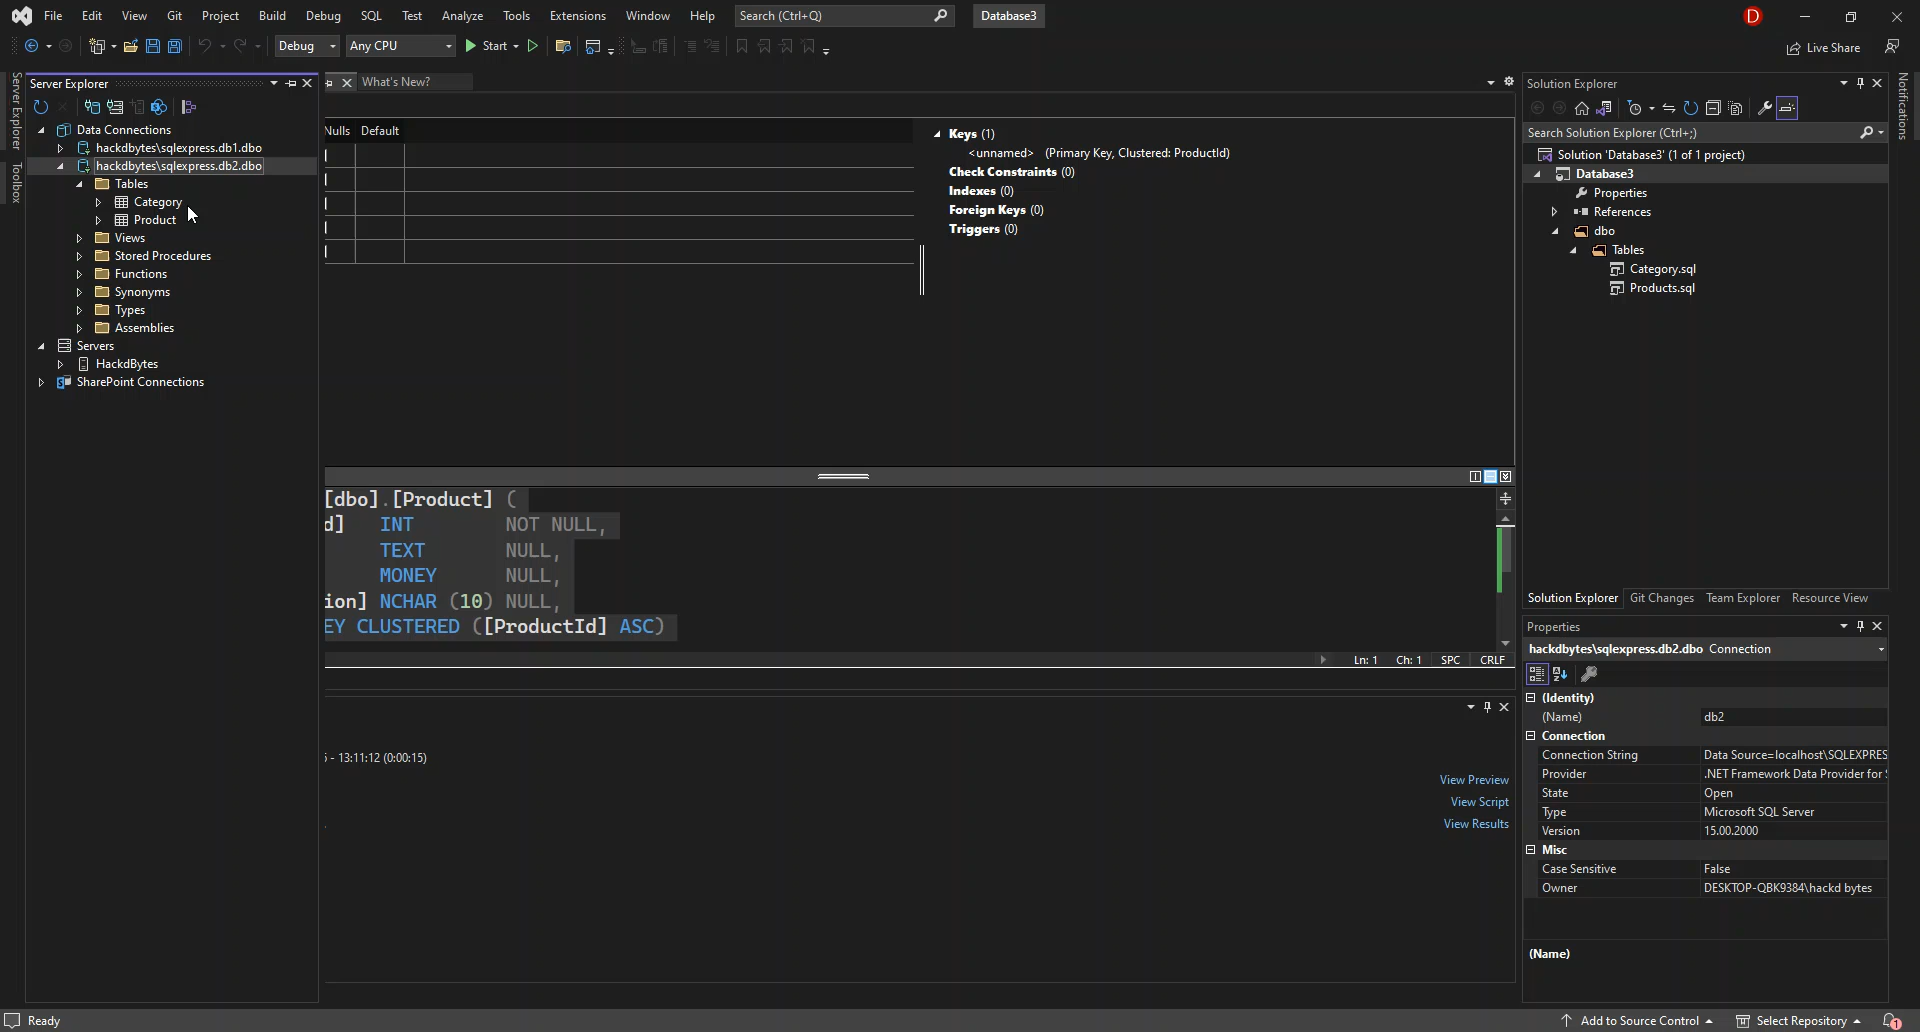 File Edit View Git Project Build Debug SQL Test Analyze Tools Extensions Window Help Search (Ctrl+Q) Database3 D
Debug Any CPU Start Live Share
Server Explorer
Toolbox
Server Explorer
Data Connections
hackdbytes\sqlexpress.db1.dbo
hackdbytes\sqlexpress.db2.dbo
Tables
Category
Product
Views
Stored Procedures
Functions
Synonyms
Types
Assemblies
Servers
HackdBytes
SharePoint Connections
What's New?
Nulls Default
Keys (1)
<unnamed> (Primary Key, Clustered: ProductId)
Check Constraints (0)
Indexes (0)
Foreign Keys (0)
Triggers (0)
[dbo].[Product] (
d] INT NOT NULL,
TEXT NULL,
MONEY NULL,
ion] NCHAR (10) NULL,
EY CLUSTERED ([ProductId] ASC)
Ln: 1 Ch: 1 SPC CRLF
- 13:11:12 (0:00:15)
View Preview
View Script
View Results
Solution Explorer
Search Solution Explorer (Ctrl+;)
Solution 'Database3' (1 of 1 project)
Database3
Properties
References
dbo
Tables
Category.sql
Products.sql
Solution Explorer Git Changes Team Explorer Resource View
Properties
hackdbytes\sqlexpress.db2.dbo Connection
(Identity)
(Name) db2
Connection
Connection String Data Source=localhost\SQLEXPRES
Provider .NET Framework Data Provider for
State Open
Type Microsoft SQL Server
Version 15.00.2000
Misc
Case Sensitive False
Owner DESKTOP-QBK9384\hackd bytes
(Name)
Notifications
Ready Add to Source Control Select Repository 1